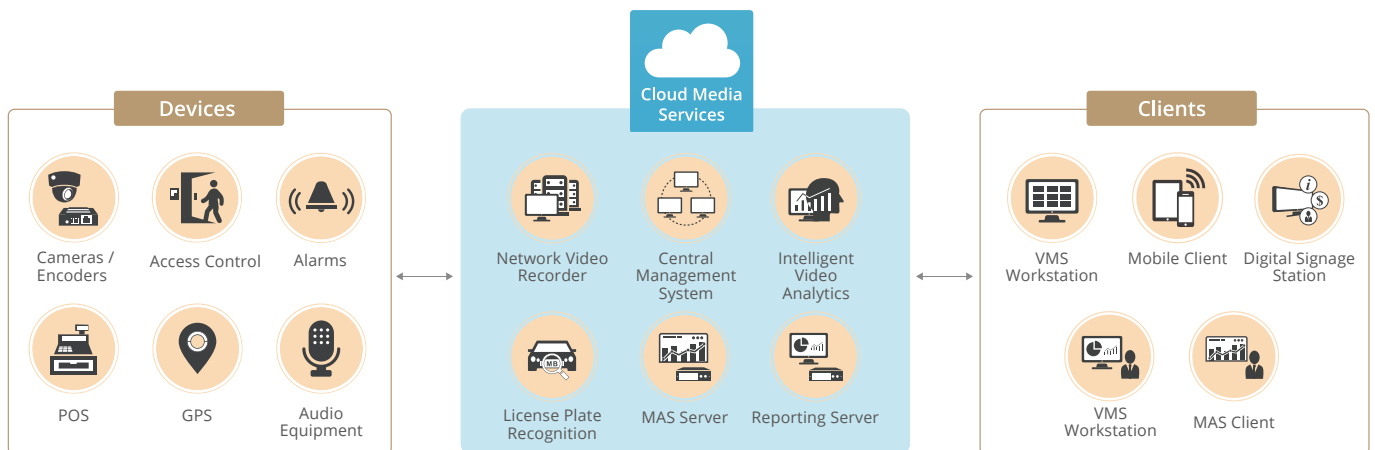 Cloud Media
Services
Devices
Cameras /
Encoders
Access Control
Alarms
POS
GPS
Audio
Equipment
Network Video
Recorder
Central
Management
System
Intelligent
Video
Analytics
MB
License Plate
Recognition
MAS Server
Reporting Server
Clients
VMS
Workstation
Mobile Client
i
$
Digital Signage
Station
VMS
Workstation
MAS Client